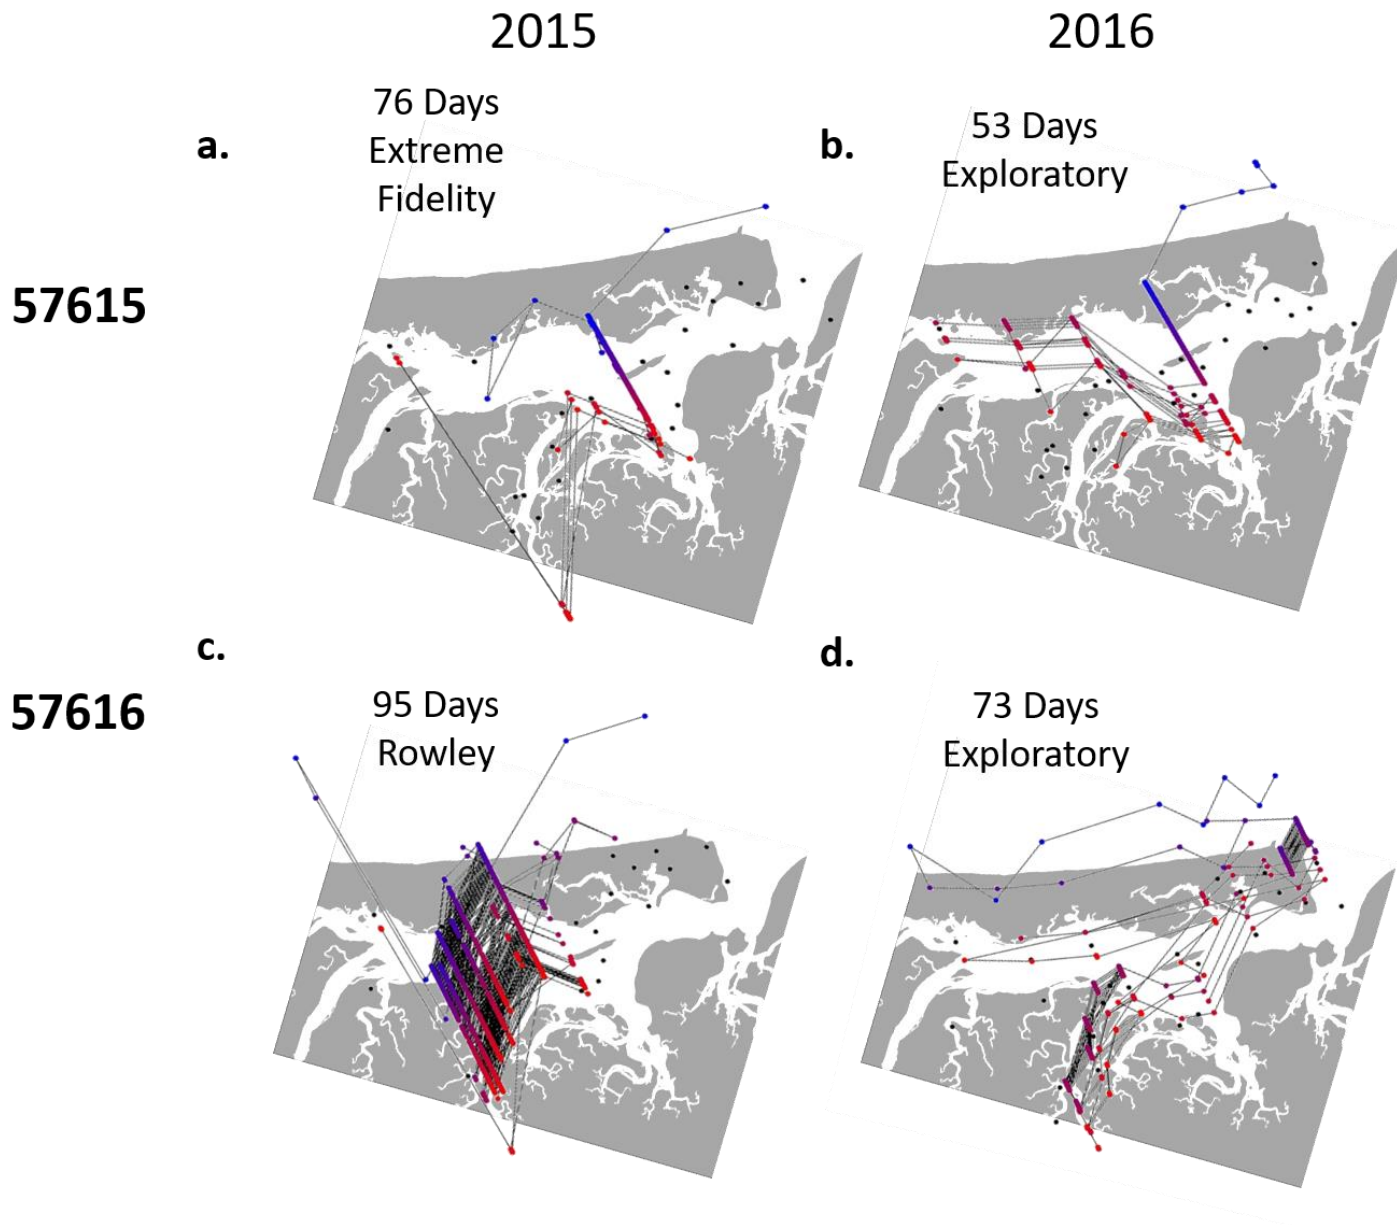 2015
2016
a.
76 Days
Extreme
Fidelity
b.
53 Days
Exploratory
57615
c.
95 Days
Rowley
d.
73 Days
Exploratory
57616